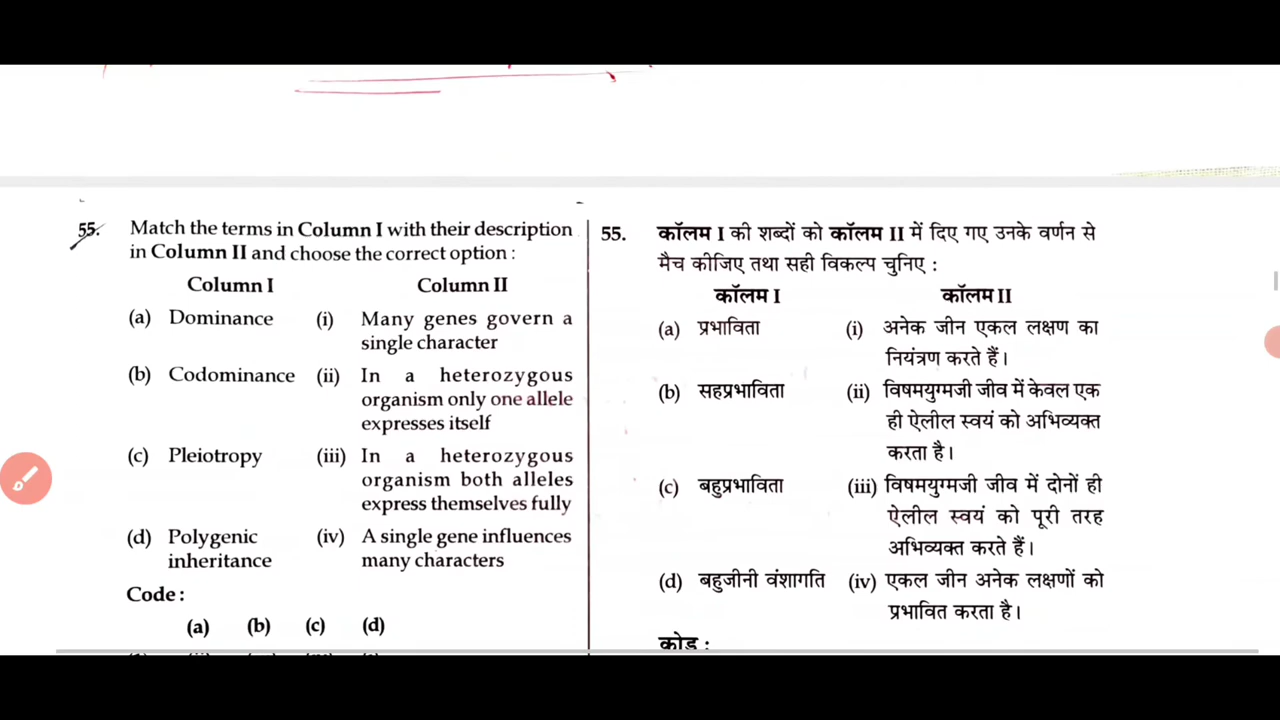 55. Match the terms in Column I with their description
in Column II and choose the correct option :
Column I Column II
(a) Dominance (i) Many genes govern a
single character
(b) Codominance (ii) In a heterozygous
organism only one allele
expresses itself
(c) Pleiotropy (iii) In a heterozygous
organism both alleles
express themselves fully
(d) Polygenic (iv) A single gene influences
inheritance many characters
Code :
(a) (b) (c) (d)
55. कॉलम I की शब्दों को कॉलम II में दिए गए उनके वर्णन से
मैच कीजिए तथा सही विकल्प चुनिए :
कॉलम I कॉलम II
(a) प्रभाविता (i) अनेक जीन एकल लक्षण का
नियंत्रण करते हैं।
(b) सहप्रभाविता (ii) विषमयुग्मजी जीव में केवल एक
ही ऐलील स्वयं को अभिव्यक्त
करता है।
(c) बहुप्रभाविता (iii) विषमयुग्मजी जीव में दोनों ही
ऐलील स्वयं को पूरी तरह
अभिव्यक्त करते हैं।
(d) बहुजीनी वंशागति (iv) एकल जीन अनेक लक्षणों को
प्रभावित करता है।
कोड :